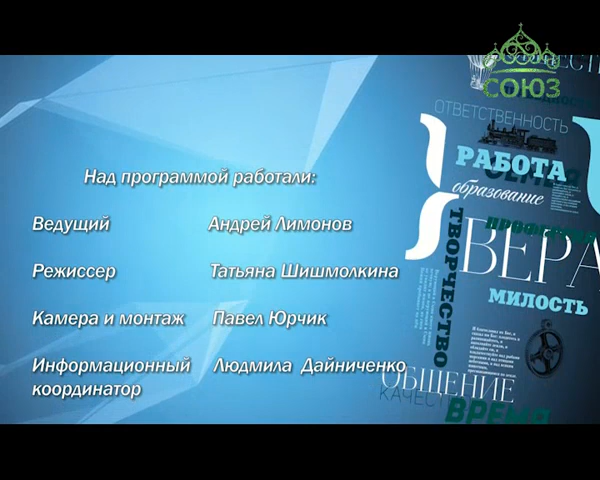 СОЮЗ
ОТВЕТСТВЕННОСТЬ
РАБОТА
образование
Над программой работали:
Ведущий Андрей Лимонов
Режиссер Татьяна Шишмолкина
Камера и монтаж Павел Юрчик
Информационный Людмила Дайниченко
координатор
ТВОРЧЕСТВО
ВЕРА
МИЛОСТЬ
ОБЩЕНИЕ
ВРЕМЯ